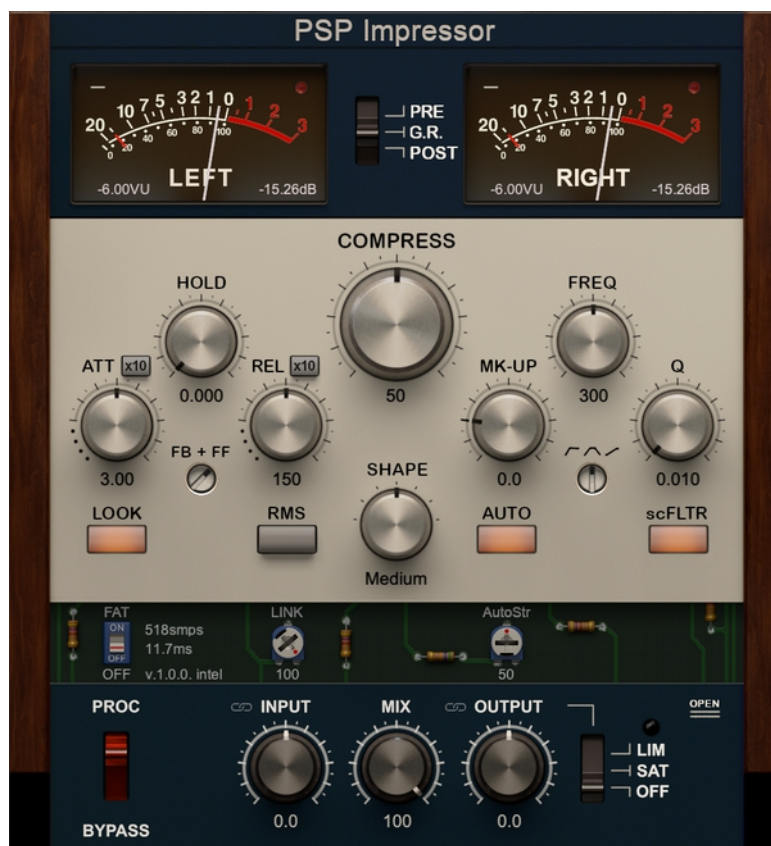 PSP Impressor
20 10 7 5 3 2 1 0 1 2 3
0 20 40 60 80 100
LEFT
-6.00VU -15.26dB
PRE
G.R.
POST
20 10 7 5 3 2 1 0 1 2 3
0 20 40 60 80 100
RIGHT
-6.00VU -15.26dB
COMPRESS
50
HOLD
0.000
FREQ
300
ATT x10
3.00
REL x10
150
MK-UP
0.0
Q
0.010
FB + FF
SHAPE
Medium
LOOK
RMS
AUTO
scFLTR
FAT
ON
OFF
OFF
518smps
11.7ms
v.1.0.0. intel
LINK
100
AutoStr
50
PROC
BYPASS
INPUT
0.0
MIX
100
OUTPUT
0.0
LIM
SAT
OFF
OPEN